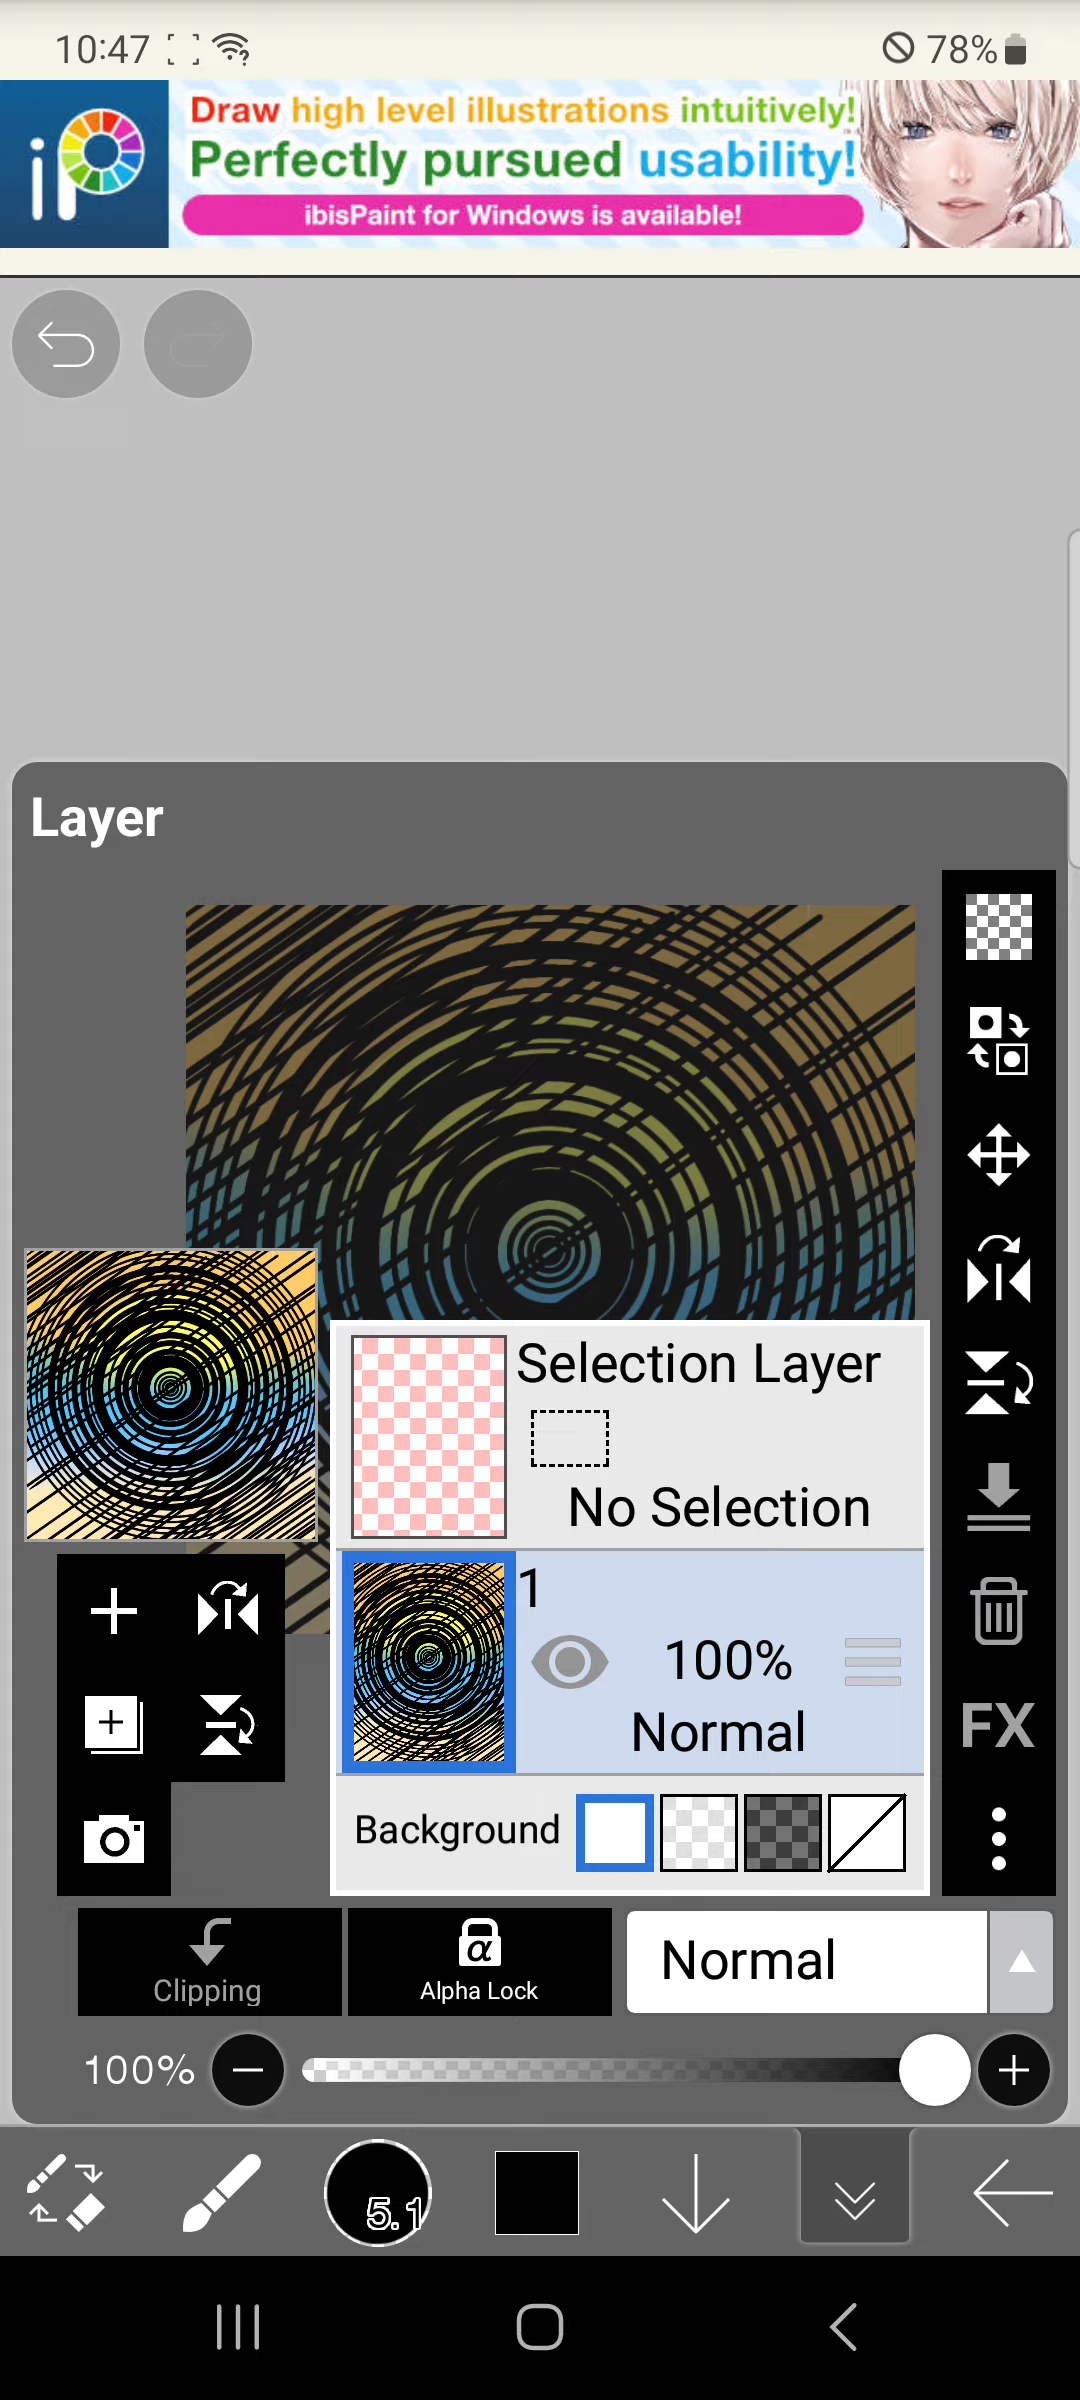 10:47
78%
iP
Draw high level illustrations intuitively!
Perfectly pursued usability!
ibisPaint for Windows is available!
Layer
Selection Layer
No Selection
1
100%
Normal
Background
FX
Clipping
α
Alpha Lock
Normal
100%
5.1